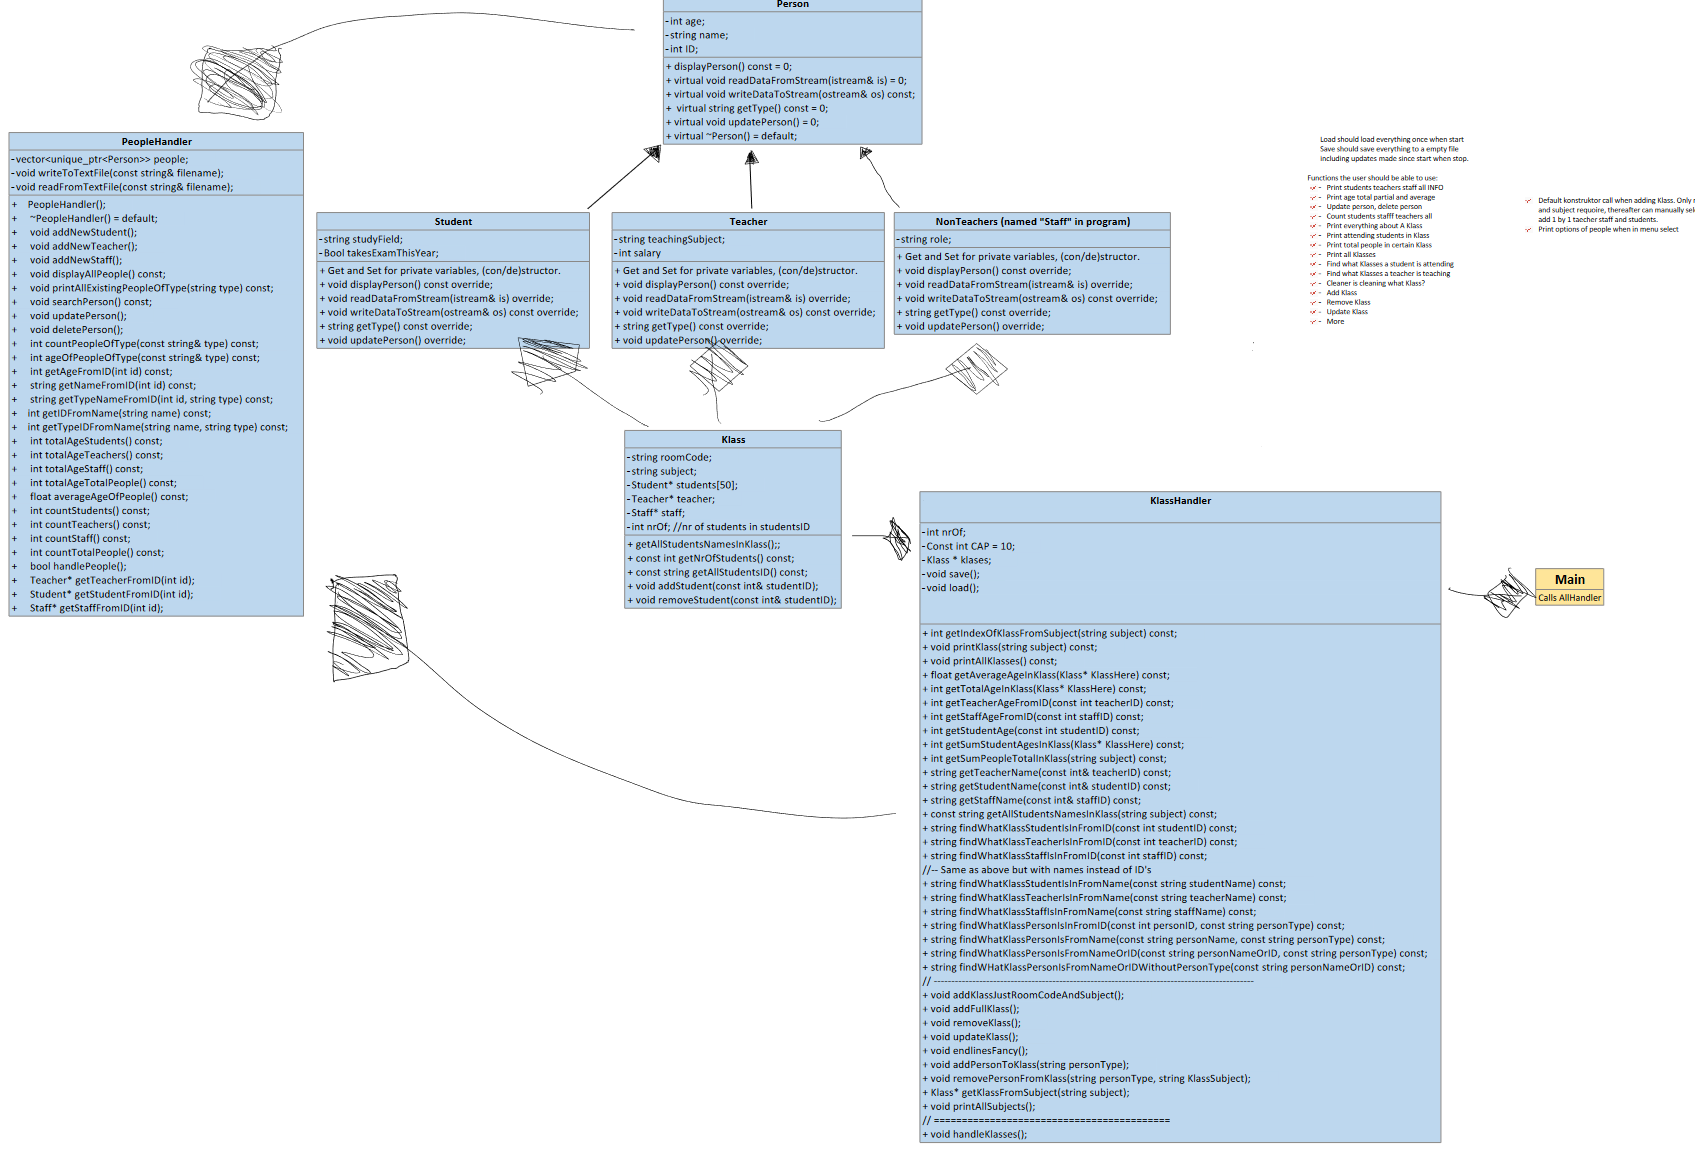 Person
-int age;
-string name;
-int ID;
+ displayPerson() const = 0;
+ virtual void readDataFromStream(istream& is) = 0;
+ virtual void writeDataToStream(ostream& os) const;
+ virtual string getType() const = 0;
+ virtual void updatePerson() = 0;
+ virtual ~Person() = default;
PeopleHandler
-vector<unique_ptr<Person>> people;
-void writeToTextFile(const string& filename);
-void readFromTextFile(const string& filename);
+ PeopleHandler();
+ ~PeopleHandler() = default;
+ void addNewStudent();
+ void addNewTeacher();
+ void addNewStaff();
+ void displayAllPeople() const;
+ void printAllExistingPeopleOfType(string type) const;
+ void searchPerson() const;
+ void updatePerson();
+ void deletePerson();
+ int countPeopleOfType(const string& type) const;
+ int ageOfPeopleOfType(const string& type) const;
+ int getAgeFromID(int id) const;
+ string getNameFromID(int id) const;
+ string getTypeNameFromID(int id, string type) const;
+ int getIDFromName(string name) const;
+ int getTypeIDFromName(string name, string type) const;
+ int totalAgeStudents() const;
+ int totalAgeTeachers() const;
+ int totalAgeStaff() const;
+ int totalAgeTotalPeople() const;
+ float averageAgeOfPeople() const;
+ int countStudents() const;
+ int countTeachers() const;
+ int countStaff() const;
+ int countTotalPeople() const;
+ bool handlePeople();
+ Teacher* getTeacherFromID(int id);
+ Student* getStudentFromID(int id);
+ Staff* getStaffFromID(int id);
Student
-string studyField;
-Bool takesExamThisYear;
+ Get and Set for private variables, (con/de)structor.
+ void displayPerson() const override;
+ void readDataFromStream(istream& is) override;
+ void writeDataToStream(ostream& os) const override;
+ string getType() const override;
+ void updatePerson() override;
Teacher
-string teachingSubject;
-int salary
+ Get and Set for private variables, (con/de)structor.
+ void displayPerson() const override;
+ void readDataFromStream(istream& is) override;
+ void writeDataToStream(ostream& os) const override;
+ string getType() const override;
+ void updatePerson() override;
NonTeachers (named "Staff" in program)
-string role;
+ Get and Set for private variables, (con/de)structor.
+ void displayPerson() const override;
+ void readDataFromStream(istream& is) override;
+ void writeDataToStream(ostream& os) const override;
+ string getType() const override;
+ void updatePerson() override;
Load should load everything once when start
Save should save everything to a empty file
including updates made since start when stop.
Functions the user should be able to use:
- Print students teachers staff all INFO
- Print age total partial and average
- Update person, delete person
- Count students stafff teachers all
- Print everything about A Klass
- Print attending students in Klass
- Print total people in certain Klass
- Print all Klasses
- Find what Klasses a student is attending
- Find what Klasses a teacher is teaching
- Cleaner is cleaning what Klass?
- Add Klass
- Remove Klass
- Update Klass
- More
- Default konstruktor call when adding Klass. Only
and subject requoire, thereafter can manually
add 1 by 1 taecher staff and students.
- Print options of people when in menu select
Klass
-string roomCode;
-string subject;
-Student* students[50];
-Teacher* teacher;
-Staff* staff;
-int nrOf; //nr of students in studentsID
+ getAllStudentsNamesInKlass();;
+ const int getNrOfStudents() const;
+ const string getAllStudentsID() const;
+ void addStudent(const int& studentID);
+ void removeStudent(const int& studentID);
KlassHandler
-int nrOf;
-Const int CAP = 10;
-Klass * klases;
-void save();
-void load();
+ int getIndexOfKlassFromSubject(string subject) const;
+ void printKlass(string subject) const;
+ void printAllKlasses() const;
+ float getAverageAgeInKlass(Klass* KlassHere) const;
+ int getTotalAgeInKlass(Klass* KlassHere) const;
+ int getTeacherAgeFromID(const int teacherID) const;
+ int getStaffAgeFromID(const int staffID) const;
+ int getStudentAge(const int studentID) const;
+ int getSumStudentAgesInKlass(Klass* KlassHere) const;
+ int getSumPeopleTotalInKlass(string subject) const;
+ string getTeacherName(const int& teacherID) const;
+ string getStudentName(const int& studentID) const;
+ string getStaffName(const int& staffID) const;
+ const string getAllStudentsNamesInKlass(string subject) const;
+ string findWhatKlassStudentIsInFromID(const int studentID) const;
+ string findWhatKlassTeacherIsInFromID(const int teacherID) const;
+ string findWhatKlassStaffIsInFromID(const int staffID) const;
//-- Same as above but with names instead of ID's
+ string findWhatKlassStudentIsInFromName(const string studentName) const;
+ string findWhatKlassTeacherIsInFromName(const string teacherName) const;
+ string findWhatKlassStaffIsInFromName(const string staffName) const;
+ string findWhatKlassPersonIsInFromID(const int personID, const string personType) const;
+ string findWhatKlassPersonIsFromName(const string personName, const string personType) const;
+ string findWhatKlassPersonIsFromNameOrID(const string personNameOrID, const string personType) const;
+ string findWHatKlassPersonIsFromNameOrIDWithoutPersonType(const string personNameOrID) const;
// --------------------------------------------------------------------------------
+ void addKlassJustRoomCodeAndSubject();
+ void addFullKlass();
+ void removeKlass();
+ void updateKlass();
+ void endlinesFancy();
+ void addPersonToKlass(string personType);
+ void removePersonFromKlass(string personType, string KlassSubject);
+ Klass* getKlassFromSubject(string subject);
+ void printAllSubjects();
// ==========================================
+ void handleKlasses();
Main
Calls AllHandler